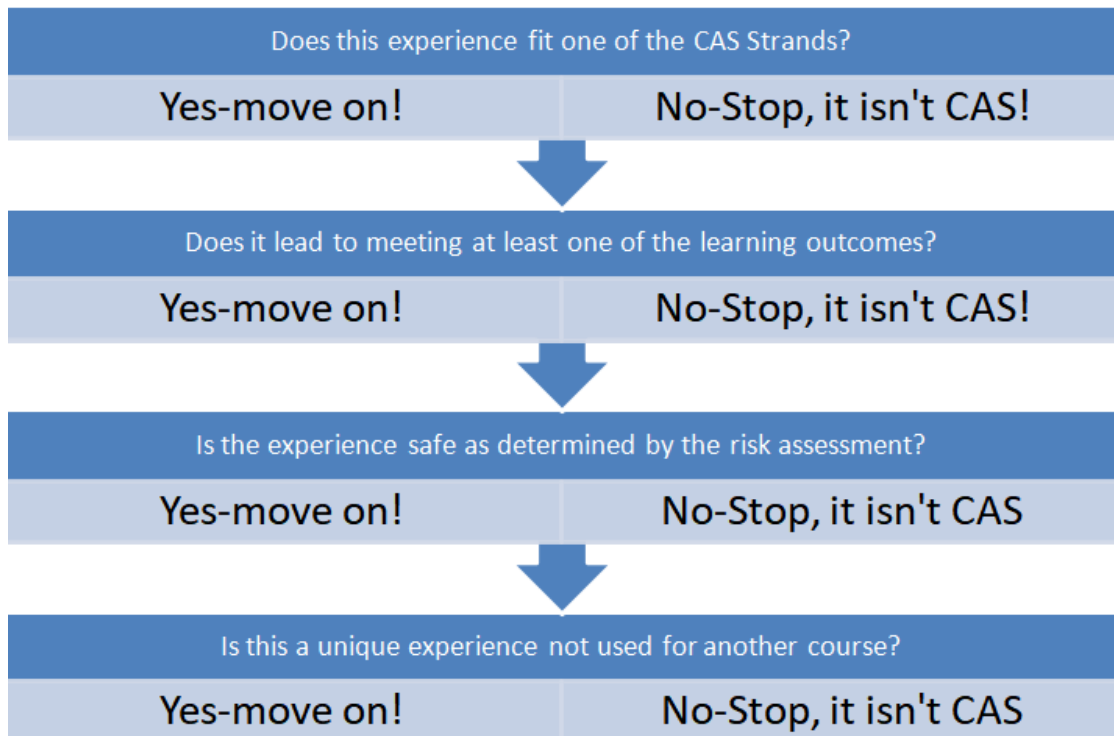 Does this experience fit one of the CAS Strands?
Yes-move on!
No-Stop, it isn't CAS!
Does it lead to meeting at least one of the learning outcomes?
Yes-move on!
No-Stop, it isn't CAS!
Is the experience safe as determined by the risk assessment?
Yes-move on!
No-Stop, it isn't CAS
Is this a unique experience not used for another course?
Yes-move on!
No-Stop, it isn't CAS